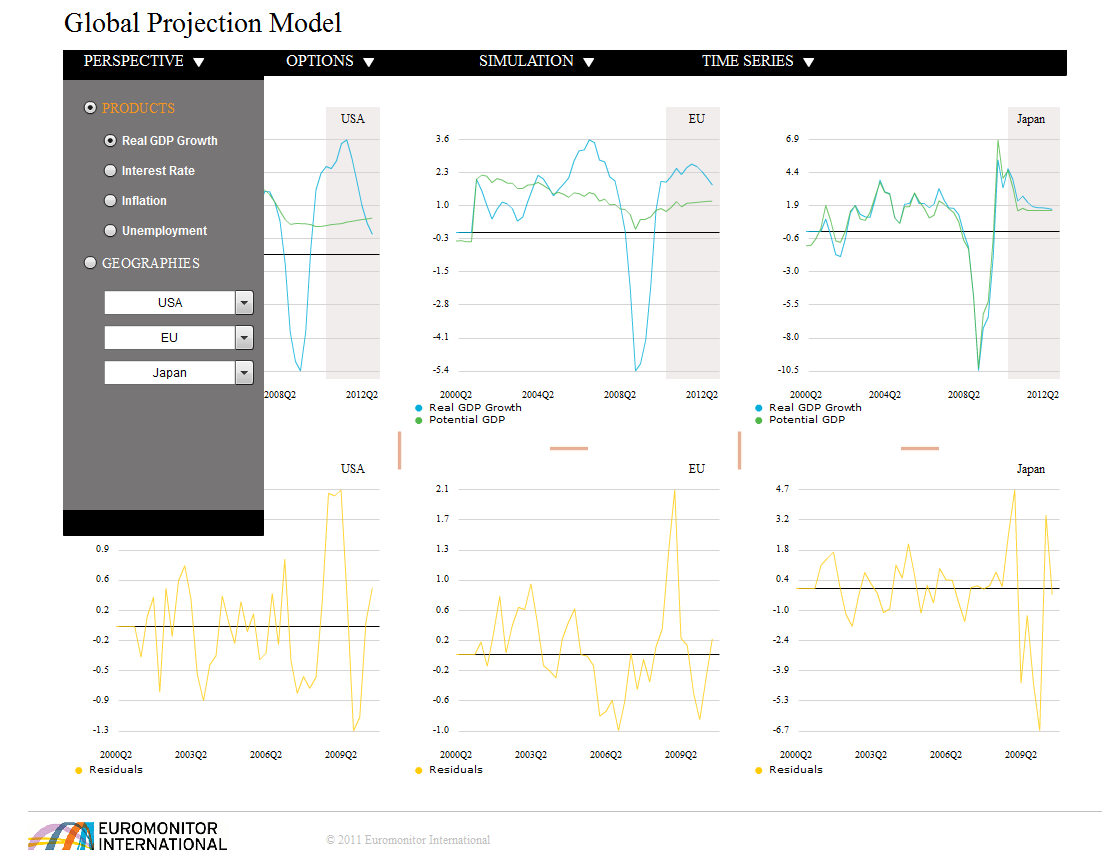 Global Projection Model
PERSPECTIVE ▼ OPTIONS ▼ SIMULATION ▼ TIME SERIES ▼
PRODUCTS
Real GDP Growth
Interest Rate
Inflation
Unemployment
GEOGRAPHIES
USA
EU
Japan
USA
2008Q2 2012Q2
EU
3.6
2.3
1.0
-0.3
-1.5
-2.8
-4.1
-5.4
2000Q2 2004Q2 2008Q2 2012Q2
Real GDP Growth
Potential GDP
Japan
6.9
4.4
1.9
-0.6
-3.0
-5.5
-8.0
-10.5
2000Q2 2004Q2 2008Q2 2012Q2
Real GDP Growth
Potential GDP
USA
0.9
0.6
0.2
-0.2
-0.5
-0.9
-1.3
2000Q2 2003Q2 2006Q2 2009Q2
Residuals
EU
2.1
1.7
1.3
1.0
0.6
0.2
-0.2
-0.6
-1.0
2000Q2 2003Q2 2006Q2 2009Q2
Residuals
Japan
4.7
3.2
1.8
0.4
-1.0
-2.4
-3.9
-5.3
-6.7
2000Q2 2003Q2 2006Q2 2009Q2
Residuals
EUROMONITOR
INTERNATIONAL
© 2011 Euromonitor International